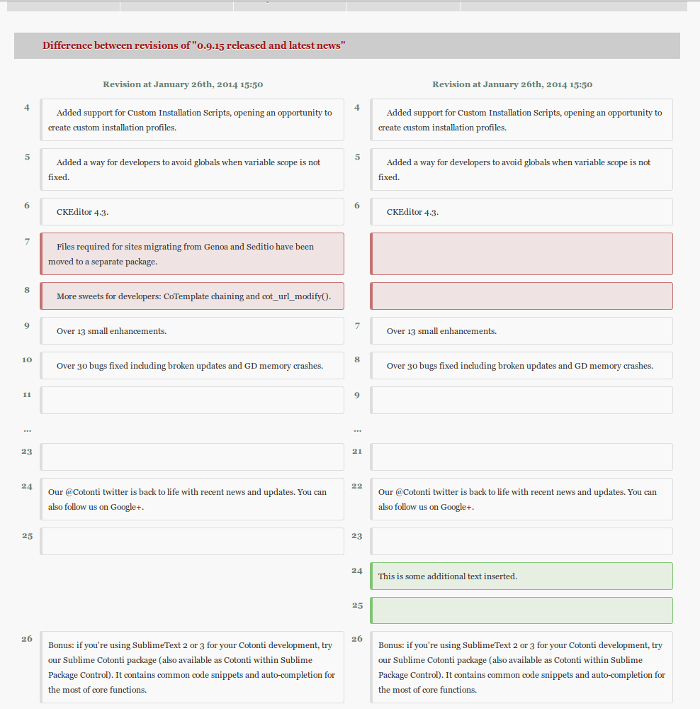 Difference between revisions of "0.9.15 released and latest news"
Revision at January 26th, 2014 15:50
Revision at January 26th, 2014 15:50
4
Added support for Custom Installation Scripts, opening an opportunity to
create custom installation profiles.
4
Added support for Custom Installation Scripts, opening an opportunity to
create custom installation profiles.
5
Added a way for developers to avoid globals when variable scope is not
fixed.
5
Added a way for developers to avoid globals when variable scope is not
fixed.
6
CKEditor 4.3.
6
CKEditor 4.3.
7
Files required for sites migrating from Genoa and Seditio have been
moved to a separate package.
8
More sweets for developers: CoTemplate chaining and cot_url_modify().
9
Over 13 small enhancements.
7
Over 13 small enhancements.
10
Over 30 bugs fixed including broken updates and GD memory crashes.
8
Over 30 bugs fixed including broken updates and GD memory crashes.
11
9
...
...
23
21
24
Our @Cotonti twitter is back to life with recent news and updates. You can
also follow us on Google+.
22
Our @Cotonti twitter is back to life with recent news and updates. You can
also follow us on Google+.
25
23
24
This is some additional text inserted.
25
26
Bonus: if you're using SublimeText 2 or 3 for your Cotonti development, try
our Sublime Cotonti package (also available as Cotonti within Sublime
Package Control). It contains common code snippets and auto-completion for
the most of core functions.
26
Bonus: if you're using SublimeText 2 or 3 for your Cotonti development, try
our Sublime Cotonti package (also available as Cotonti within Sublime
Package Control). It contains common code snippets and auto-completion for
the most of core functions.